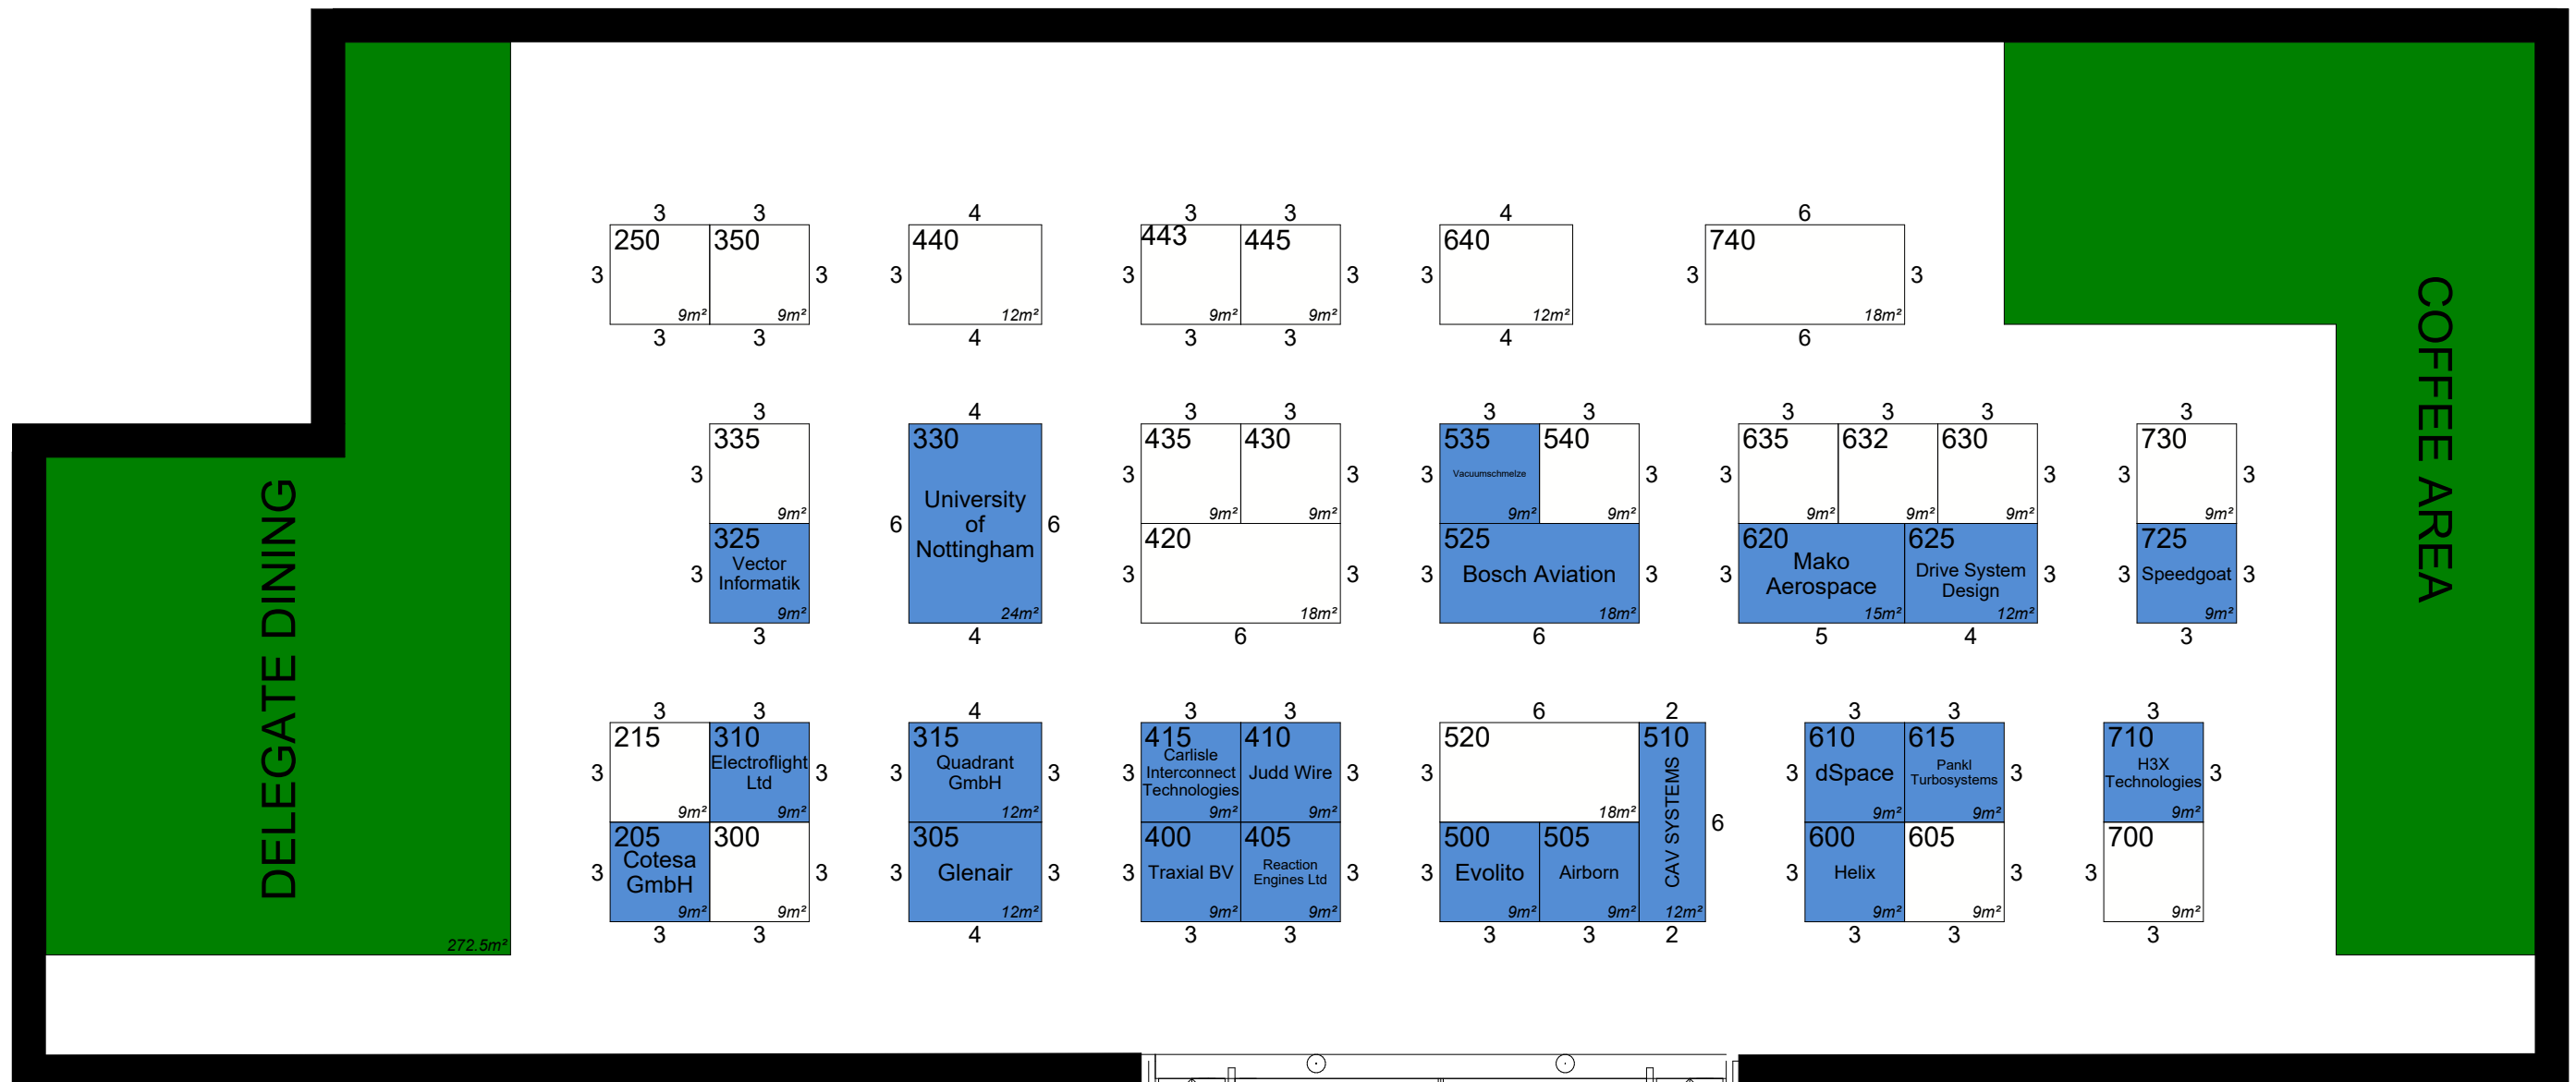 3 3 4 3 3 4 6
250 350 440 443 445 640 740
3 3 3 3 3 3 3 3
9m² 9m² 12m² 9m² 9m² 12m² 18m²
3 3 4 3 3 4 6
COFFEE AREA
DELEGATE DINING
272.5m²
3 4 3 3 3 3 3 3 3 3
335 330 435 430 535 540 635 632 630 730
Vacuumschmelze
3 3 3 3 3 3 3 3
9m² 9m² 9m² 9m² 9m² 9m² 9m² 9m² 9m²
University
of
Nottingham
6 6
24m²
325 420 525 620 625 725
Vector
Informatik
Bosch Aviation
Mako
Aerospace
Drive System
Design
Speedgoat
3 3 3 3 3 3 3 3
9m² 18m² 18m² 15m² 12m² 9m²
3 4 6 6 5 4 3
3 3 4 3 3 6 2 3 3 3
215 310 315 415 410 520 510 610 615 710
Electroflight
Ltd
Quadrant
GmbH
Carlisle
Interconnect
Technologies
Judd Wire
CAV SYSTEMS
dSpace
Pankl
Turbosystems
H3X
Technologies
3 3 3 3 3 3 3 3 3
6
9m² 9m² 12m² 9m² 9m² 18m² 9m² 9m² 9m²
205 300 305 400 405 500 505 600 605 700
Cotesa
GmbH
Glenair
Traxial BV
Reaction
Engines Ltd
Evolito
Airborn
Helix
3 3 3 3 3 3 3 3 3 3
9m² 9m² 12m² 9m² 9m² 9m² 9m² 12m² 9m² 9m² 9m²
3 3 4 3 3 3 3 2 3 3 3